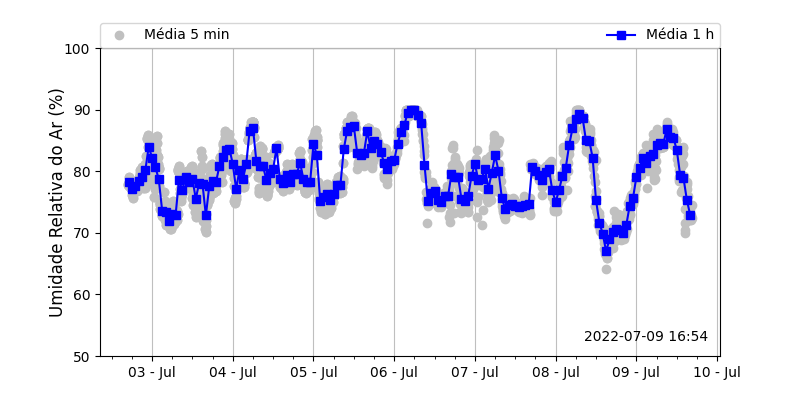 Média 5 min
Média 1 h
Umidade Relativa do Ar (%)
100
90
80
70
60
50
2022-07-09 16:54
03 - Jul
04 - Jul
05 - Jul
06 - Jul
07 - Jul
08 - Jul
09 - Jul
10 - Jul